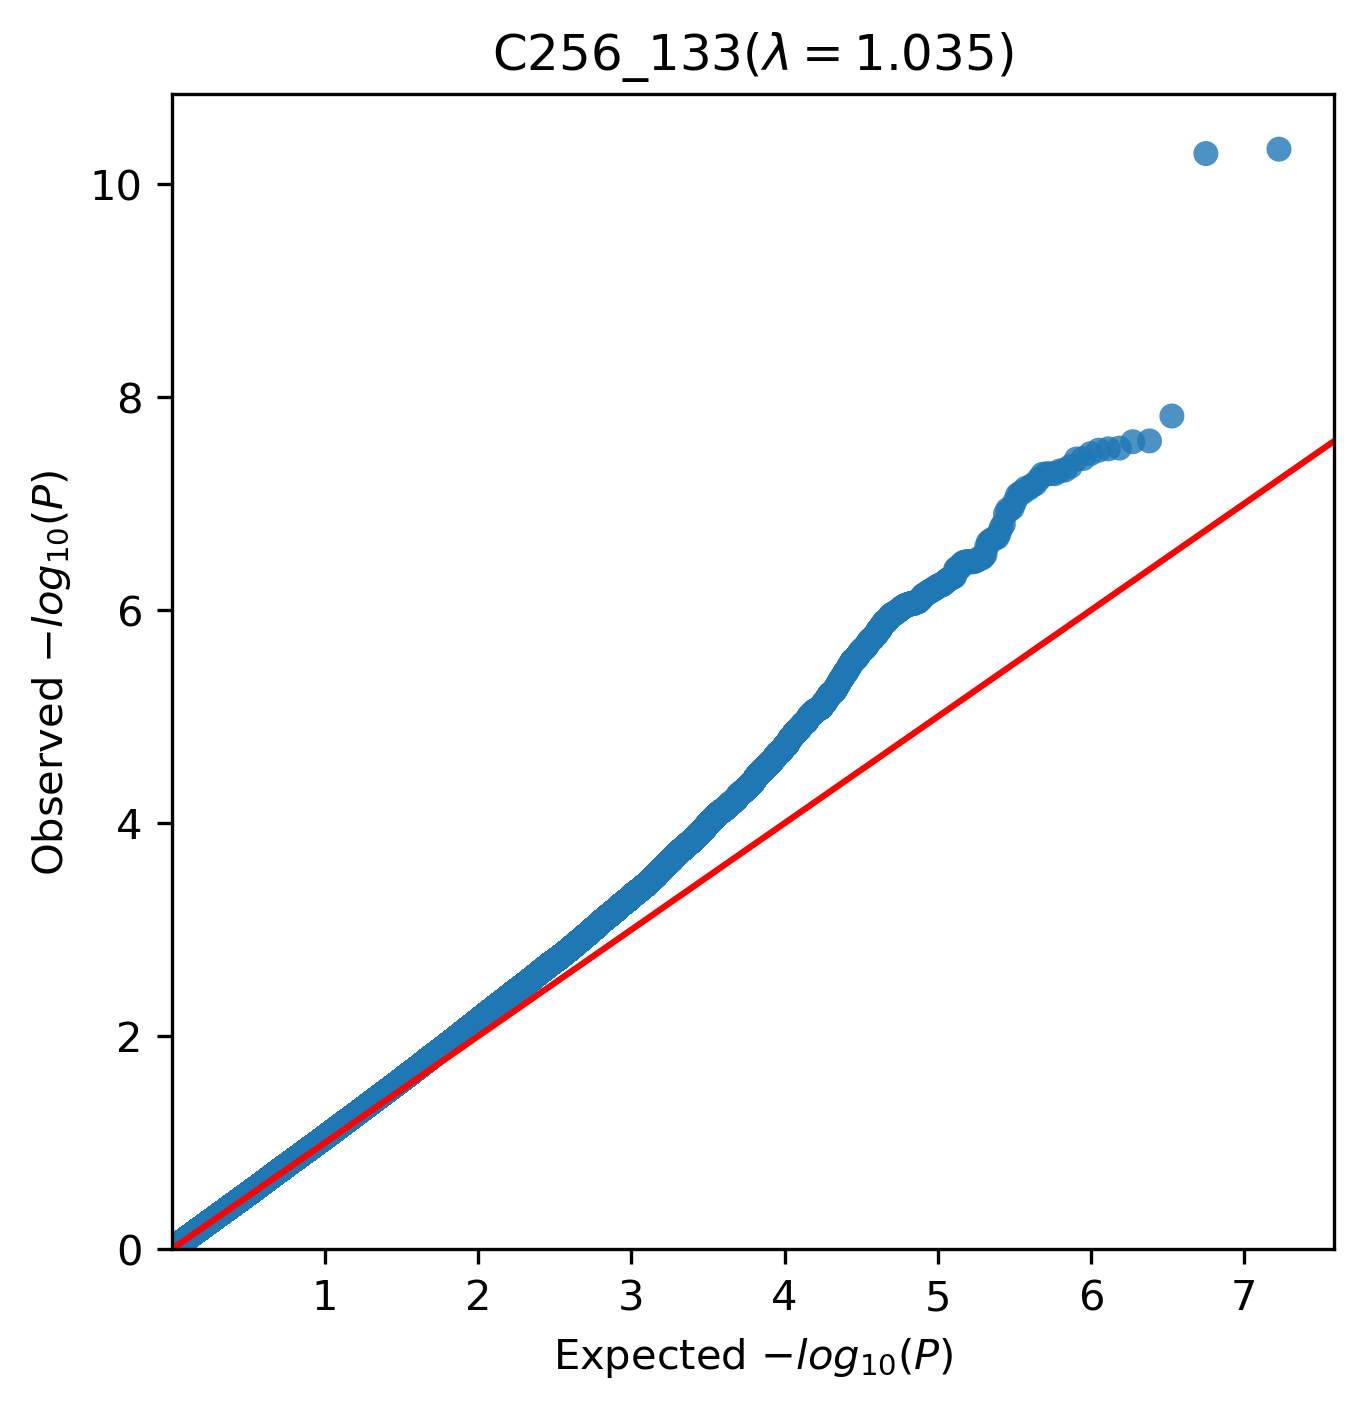 C256_133(λ = 1.035)
Observed −log₁₀(P)
10
8
6
4
2
0
1 2 3 4 5 6 7
Expected −log₁₀(P)